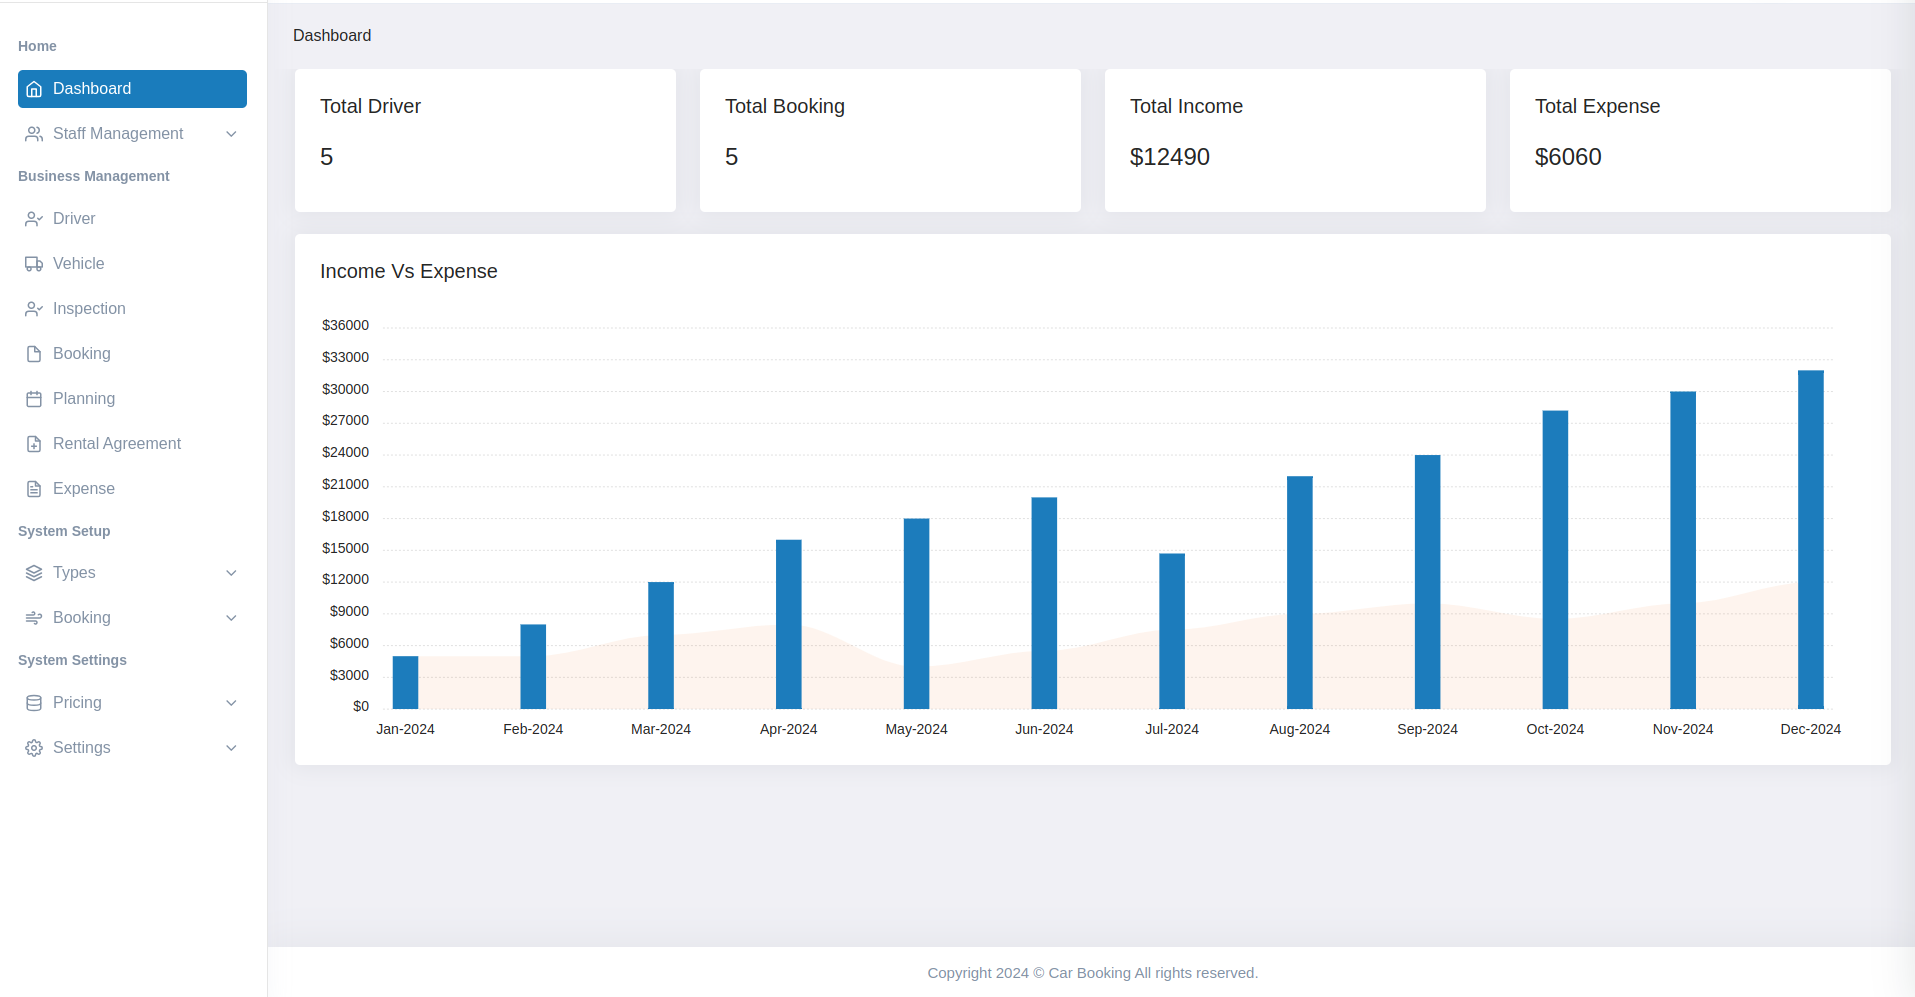 Home
Dashboard
Staff Management
Business Management
Driver
Vehicle
Inspection
Booking
Planning
Rental Agreement
Expense
System Setup
Types
Booking
System Settings
Pricing
Settings
Dashboard
Total Driver
5
Total Booking
5
Total Income
$12490
Total Expense
$6060
Income Vs Expense
$36000
$33000
$30000
$27000
$24000
$21000
$18000
$15000
$12000
$9000
$6000
$3000
$0
Jan-2024 Feb-2024 Mar-2024 Apr-2024 May-2024 Jun-2024 Jul-2024 Aug-2024 Sep-2024 Oct-2024 Nov-2024 Dec-2024
Copyright 2024 © Car Booking All rights reserved.